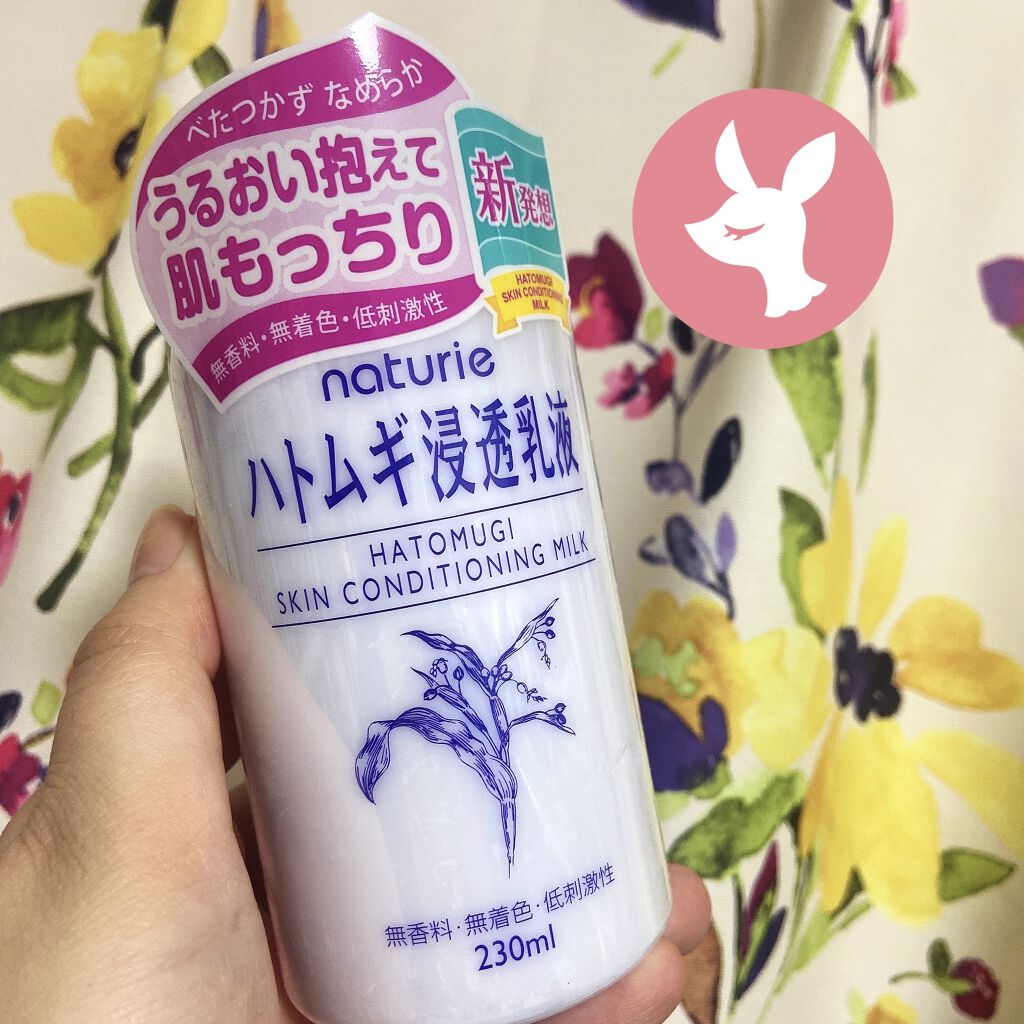 べたつかず なめらか
うるおい抱えて
肌もっちり
無香料・無着色・低刺激性
新発想
HATOMUGI
SKIN CONDITIONING
MILK
naturie
ハトムギ浸透乳液
HATOMUGI
SKIN CONDITIONING MILK
無香料・無着色・低刺激性
230ml